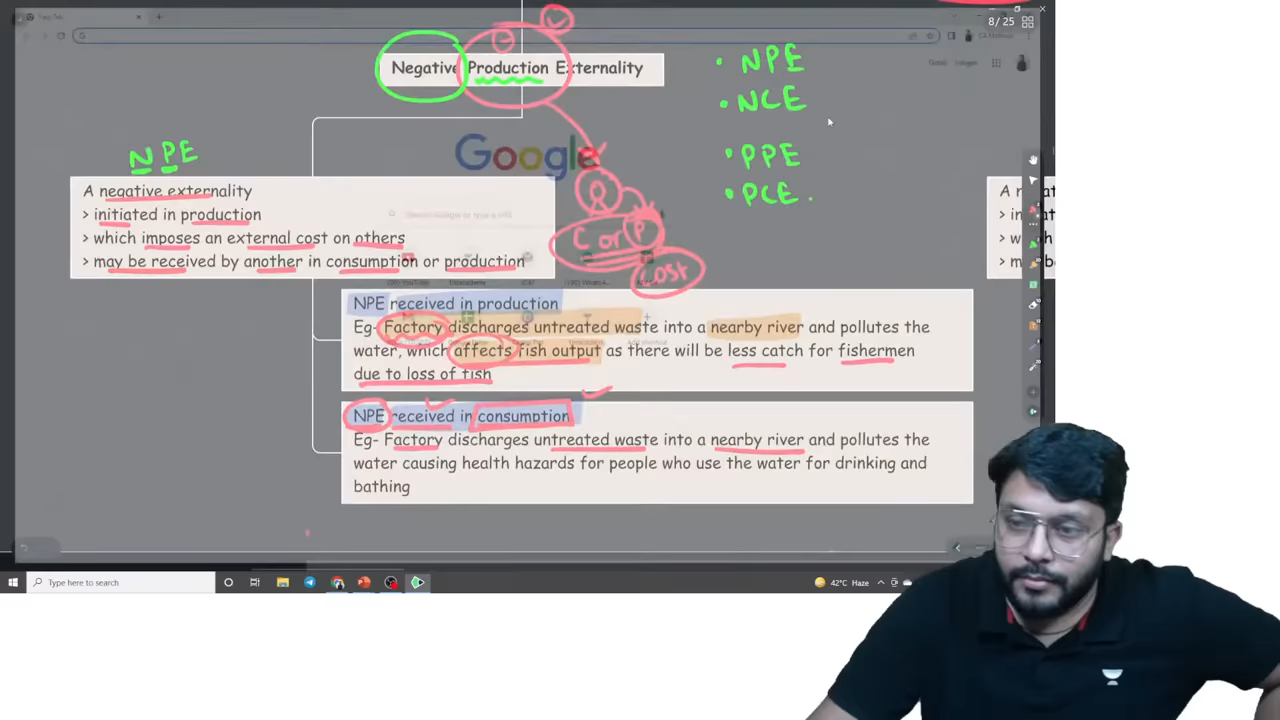 8/25
Negative Production Externality
• NPE
• NCE
• PPE
• PCE.
Google
NPE
A negative externality
> initiated in production
> which imposes an external cost on others
> may be received by another in consumption or production
C or P
Cost
NPE received in production
Eg- Factory discharges untreated waste into a nearby river and pollutes the
water, which affects fish output as there will be less catch for fishermen
due to loss of fish
NPE received in consumption
Eg- Factory discharges untreated waste into a nearby river and pollutes the
water causing health hazards for people who use the water for drinking and
bathing
Type here to search
42°C Haze